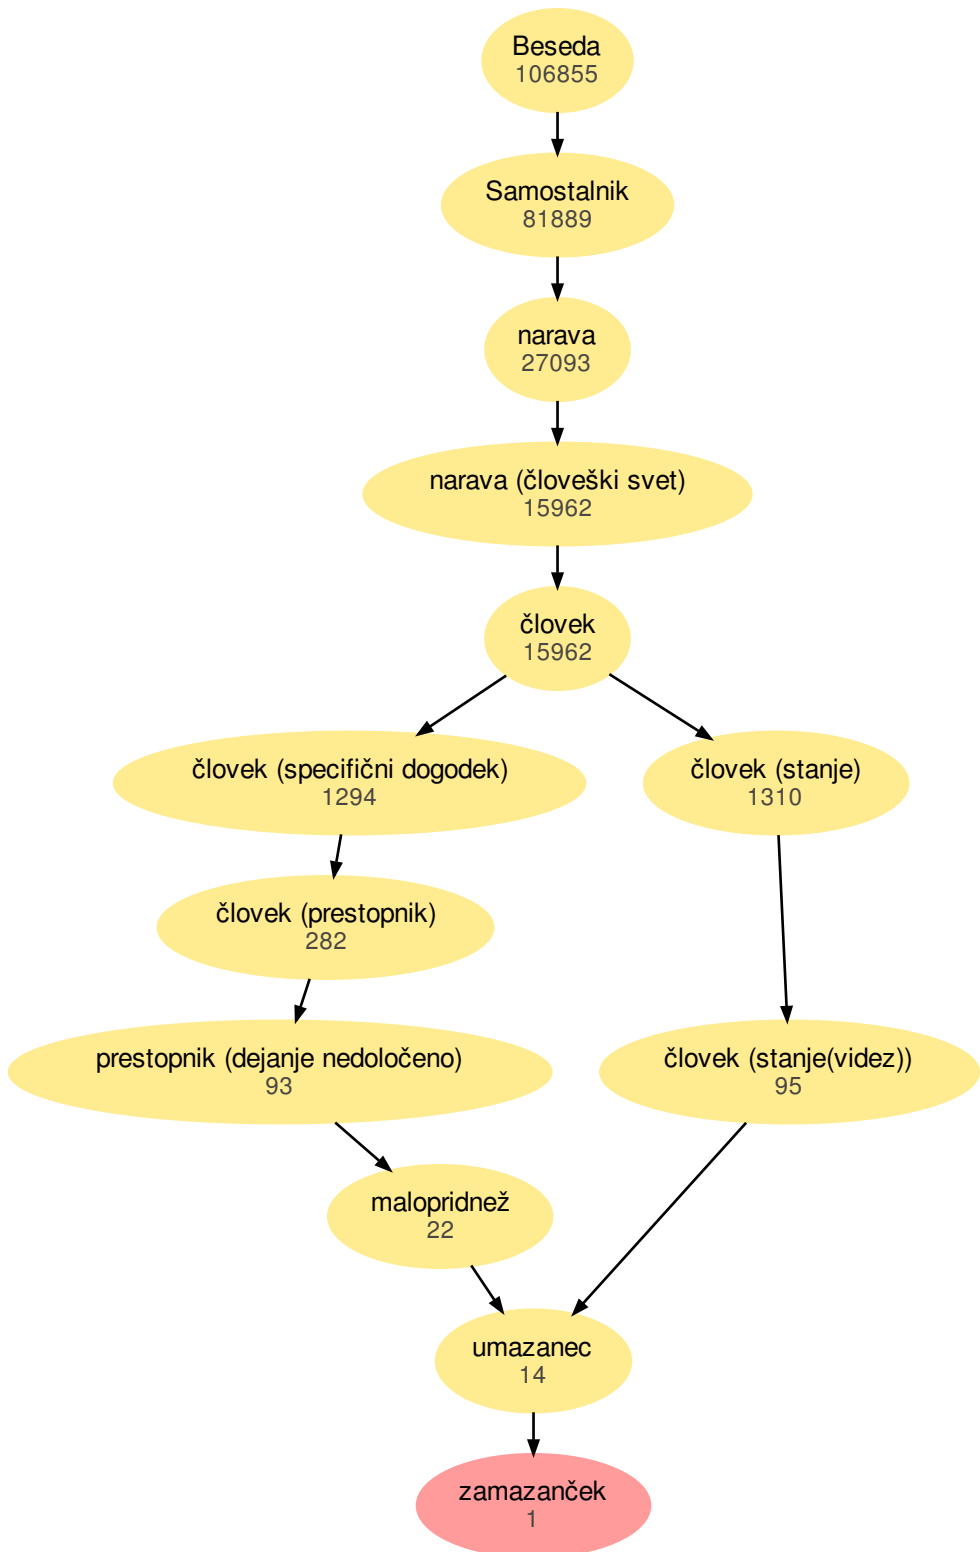 Beseda
106855
Samostalnik
81889
narava
27093
narava (človeški svet)
15962
človek
15962
človek (specifični dogodek)
1294
človek (stanje)
1310
človek (prestopnik)
282
prestopnik (dejanje nedoločeno)
93
človek (stanje(videz))
95
malopridnež
22
umazanec
14
zamazanček
1